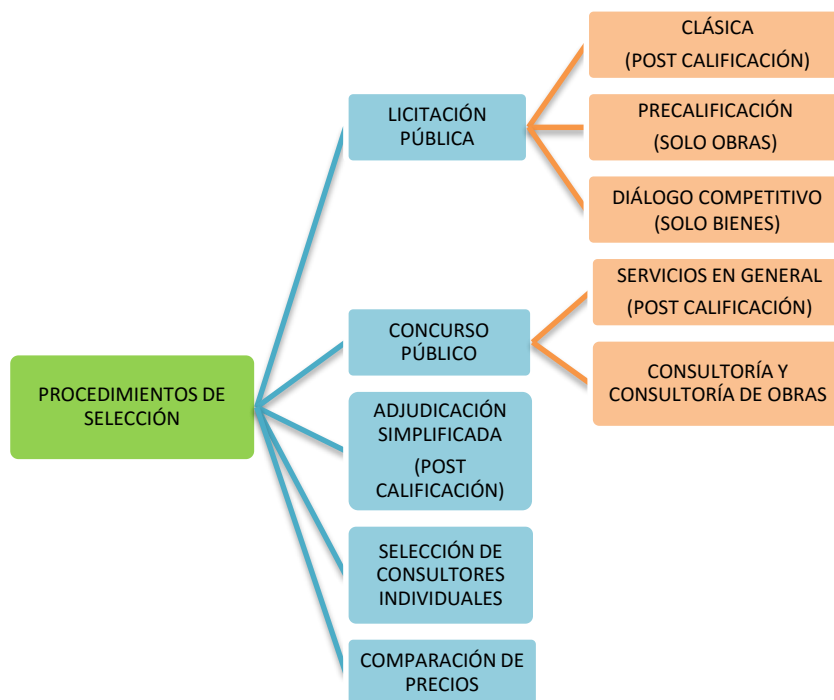 PROCEDIMIENTOS DE
SELECCIÓN
LICITACIÓN
PÚBLICA
CLÁSICA
(POST CALIFICACIÓN)
PRECALIFICACIÓN
(SOLO OBRAS)
DIÁLOGO COMPETITIVO
(SOLO BIENES)
CONCURSO
PÚBLICO
SERVICIOS EN GENERAL
(POST CALIFICACIÓN)
CONSULTORÍA Y
CONSULTORÍA DE OBRAS
ADJUDICACIÓN
SIMPLIFICADA
(POST
CALIFICACIÓN)
SELECCIÓN DE
CONSULTORES
INDIVIDUALES
COMPARACIÓN DE
PRECIOS